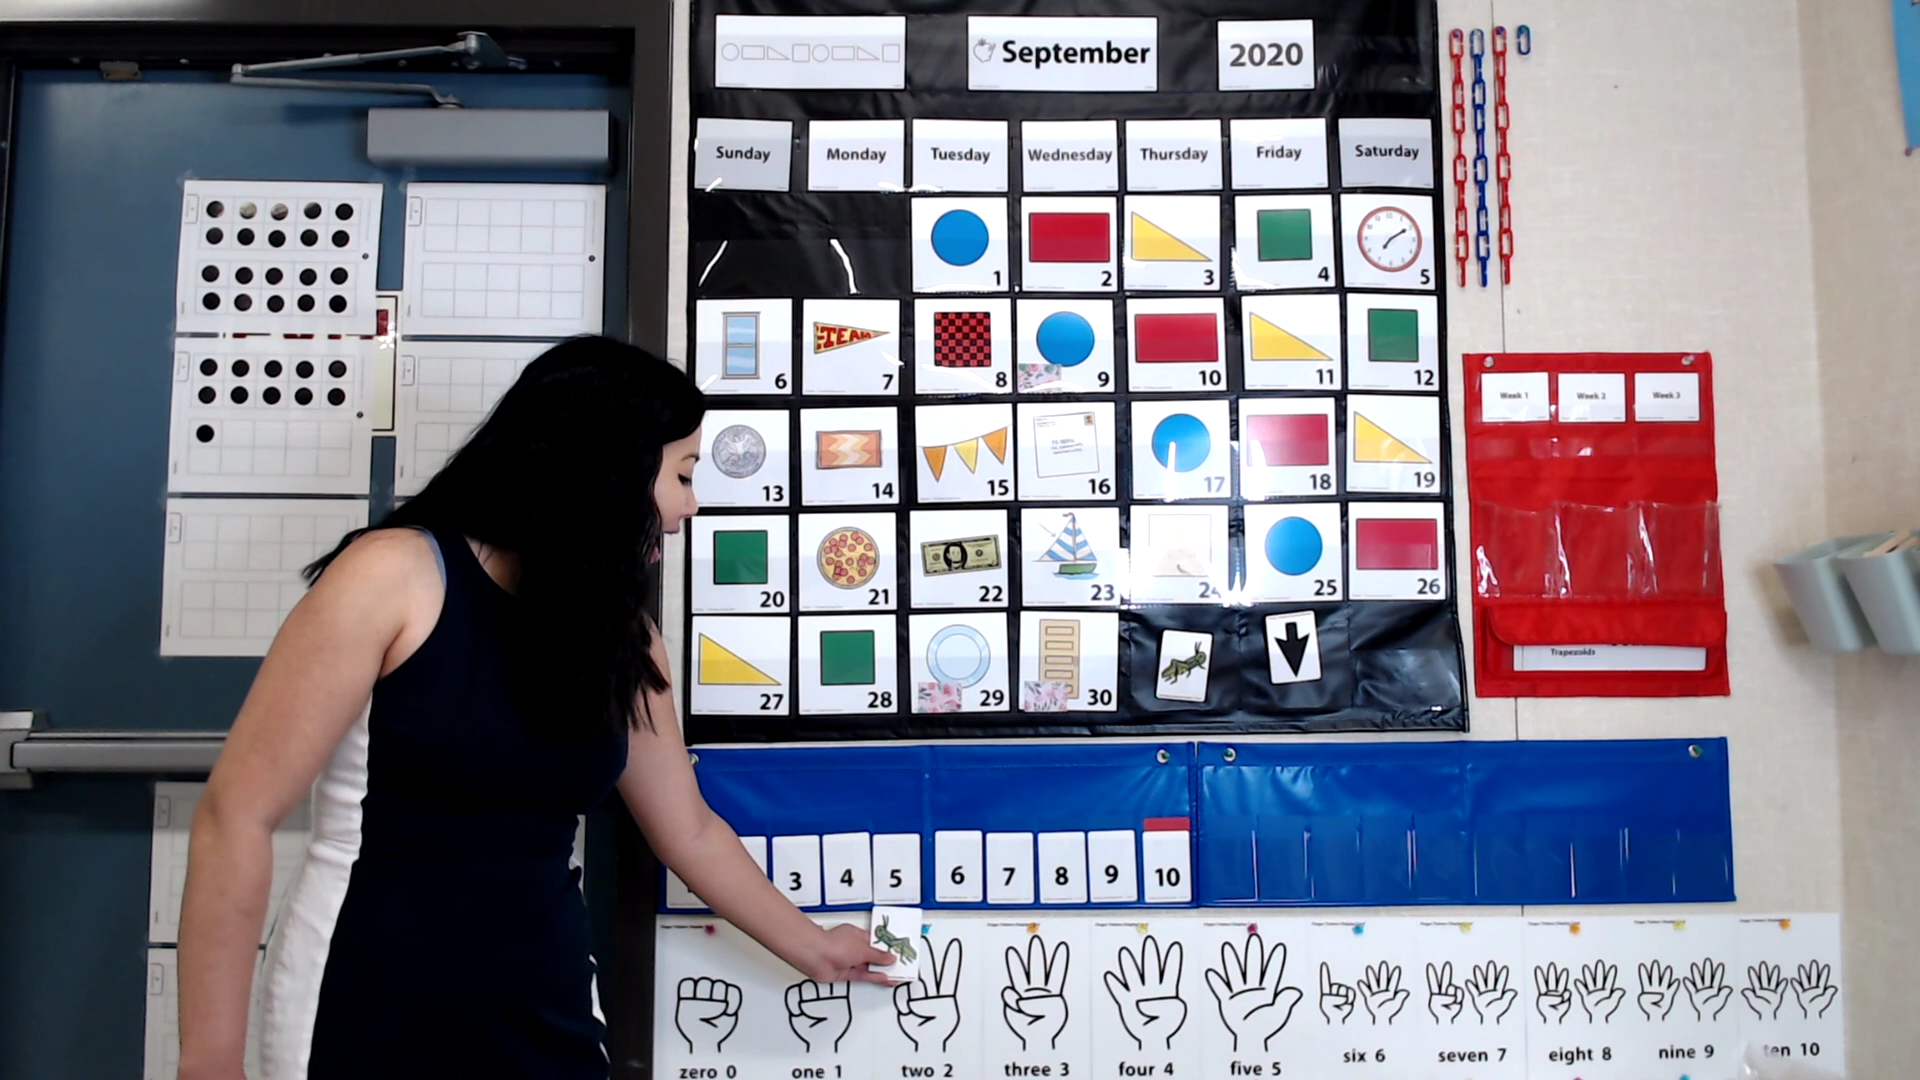 September
2020
Sunday
Monday
Tuesday
Wednesday
Thursday
Friday
Saturday
1
2
3
4
5
TEAM
6
7
8
9
10
11
12
13
14
15
16
17
18
19
20
21
22
23
24
25
26
27
28
29
30
Week 1
Week 2
Week 3
Trapezoids
3
4
5
6
7
8
9
10
zero 0
one 1
two 2
three 3
four 4
five 5
six 6
seven 7
eight 8
nine 9
ten 10